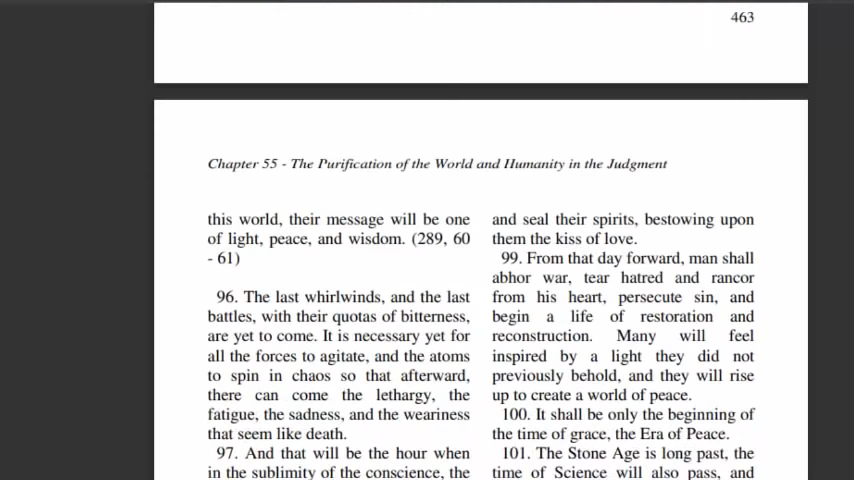 463
Chapter 55 - The Purification of the World and Humanity in the Judgment
this world, their message will be one
of light, peace, and wisdom. (289, 60
- 61)
96. The last whirlwinds, and the last
battles, with their quotas of bitterness,
are yet to come. It is necessary yet for
all the forces to agitate, and the atoms
to spin in chaos so that afterward,
there can come the lethargy, the
fatigue, the sadness, and the weariness
that seem like death.
97. And that will be the hour when
in the sublimity of the conscience, the
and seal their spirits, bestowing upon
them the kiss of love.
99. From that day forward, man shall
abhor war, tear hatred and rancor
from his heart, persecute sin, and
begin a life of restoration and
reconstruction. Many will feel
inspired by a light they did not
previously behold, and they will rise
up to create a world of peace.
100. It shall be only the beginning of
the time of grace, the Era of Peace.
101. The Stone Age is long past, the
time of Science will also pass, and